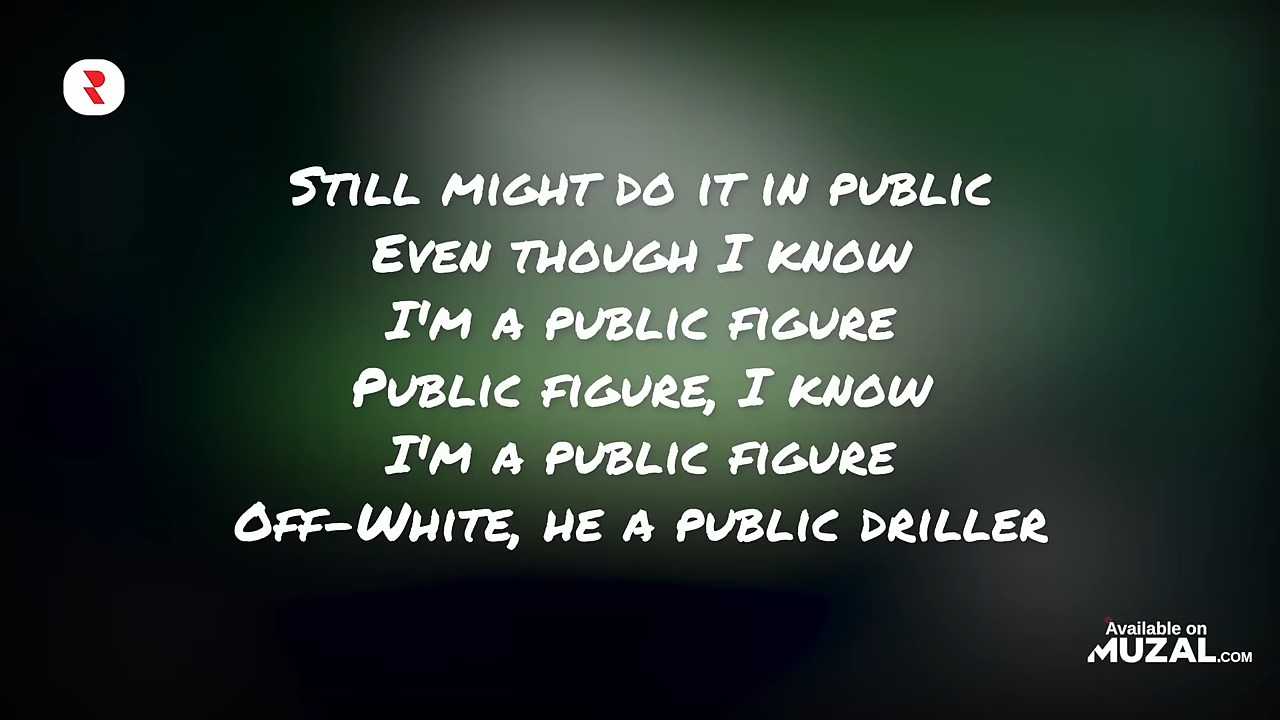 Still might do it in public
Even though I know
I'm a public figure
Public figure, I know
I'm a public figure
Off-White, he a public driller
Available on
MUZAL.COM